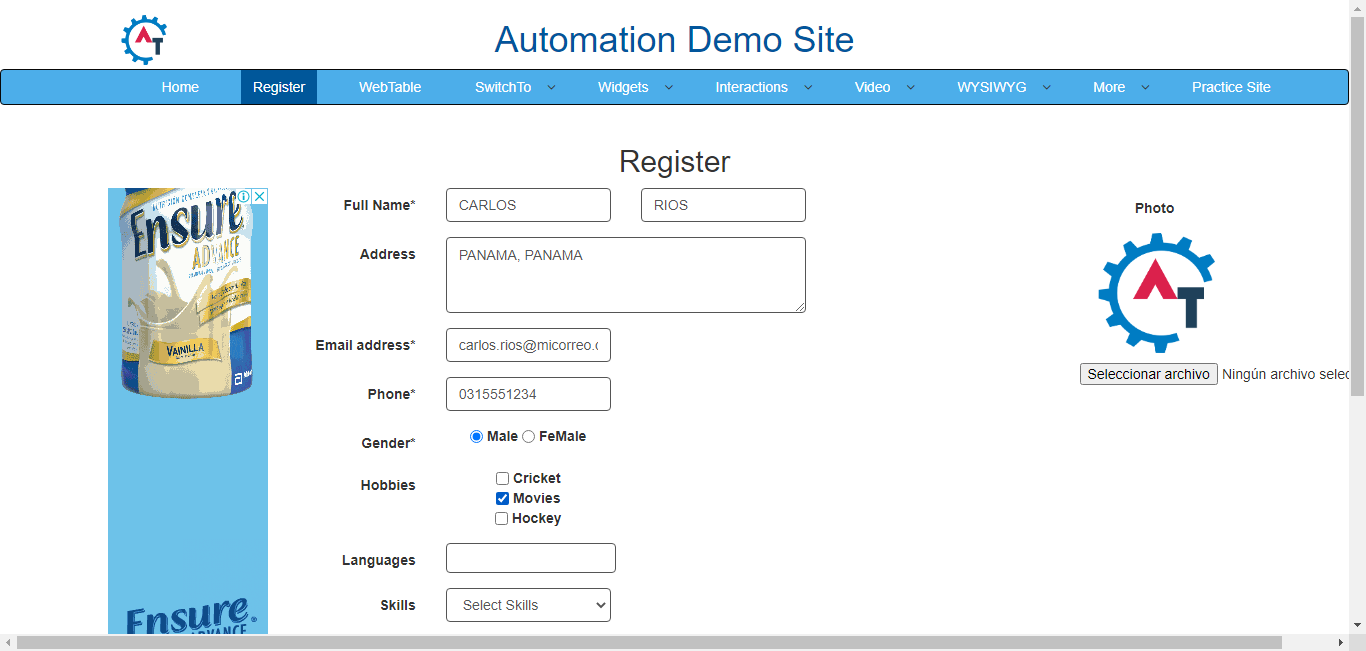 AT
Automation Demo Site
Home Register WebTable SwitchTo Widgets Interactions Video WYSIWYG More Practice Site
Register
Ensure
ADVANCE
VAINILLA
Ensure
ADVANCE
Full Name* CARLOS RIOS
Address PANAMA, PANAMA
Email address* carlos.rios@micorreo.c
Phone* 0315551234
Gender* Male FeMale
Hobbies Cricket
Movies
Hockey
Languages
Skills Select Skills
Photo
AT
Seleccionar archivo Ningún archivo selec